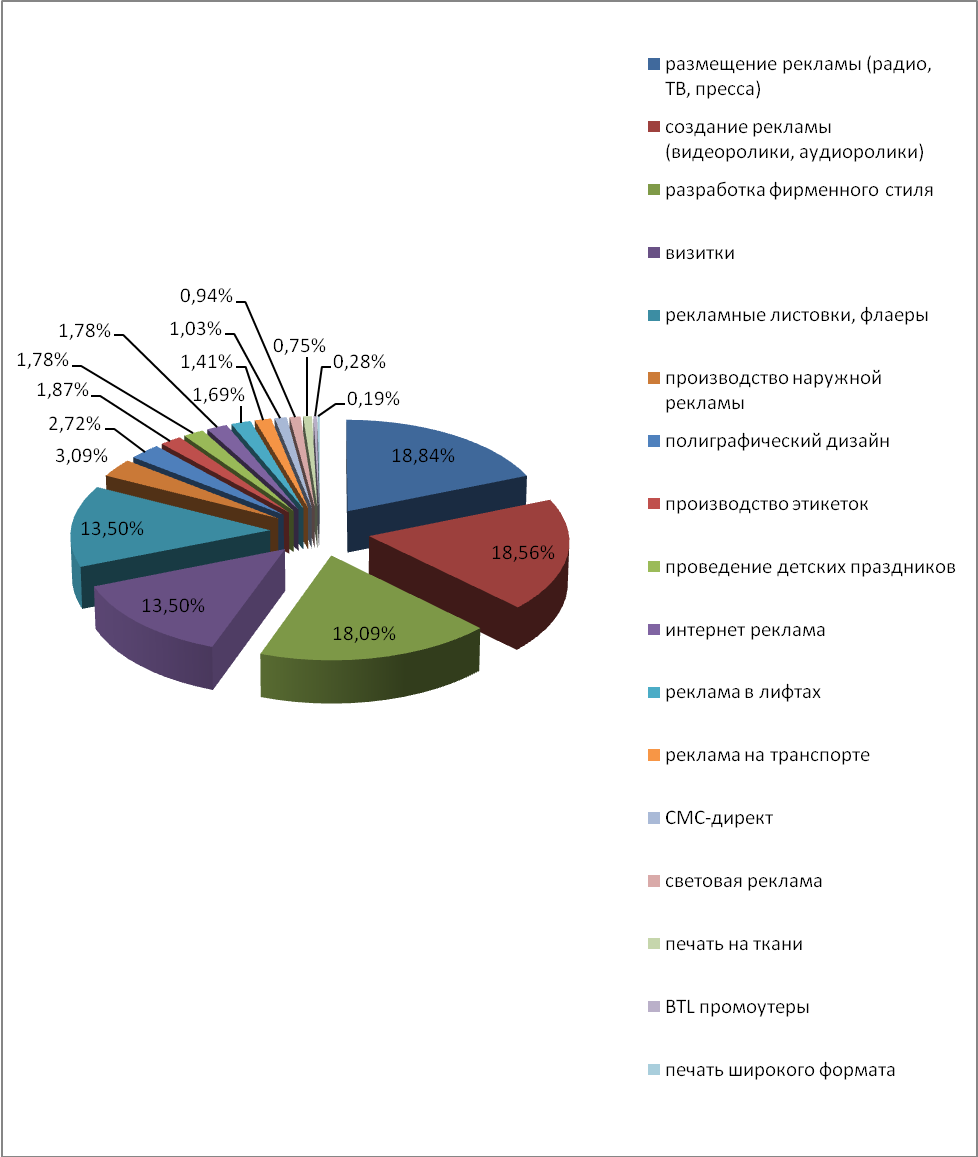 0,94%
1,78%
1,03%
0,75%
1,78%
1,41%
0,28%
1,87%
1,69%
0,19%
2,72%
3,09%
18,84%
13,50%
18,56%
13,50%
18,09%
размещение рекламы (радио,
ТВ, пресса)
создание рекламы
(видеоролики, аудиоролики)
разработка фирменного стиля
визитки
рекламные листовки, флаеры
производство наружной
рекламы
полиграфический дизайн
производство этикеток
проведение детских праздников
интернет реклама
реклама в лифтах
реклама на транспорте
СМС-директ
световая реклама
печать на ткани
BTL промоутеры
печать широкого формата